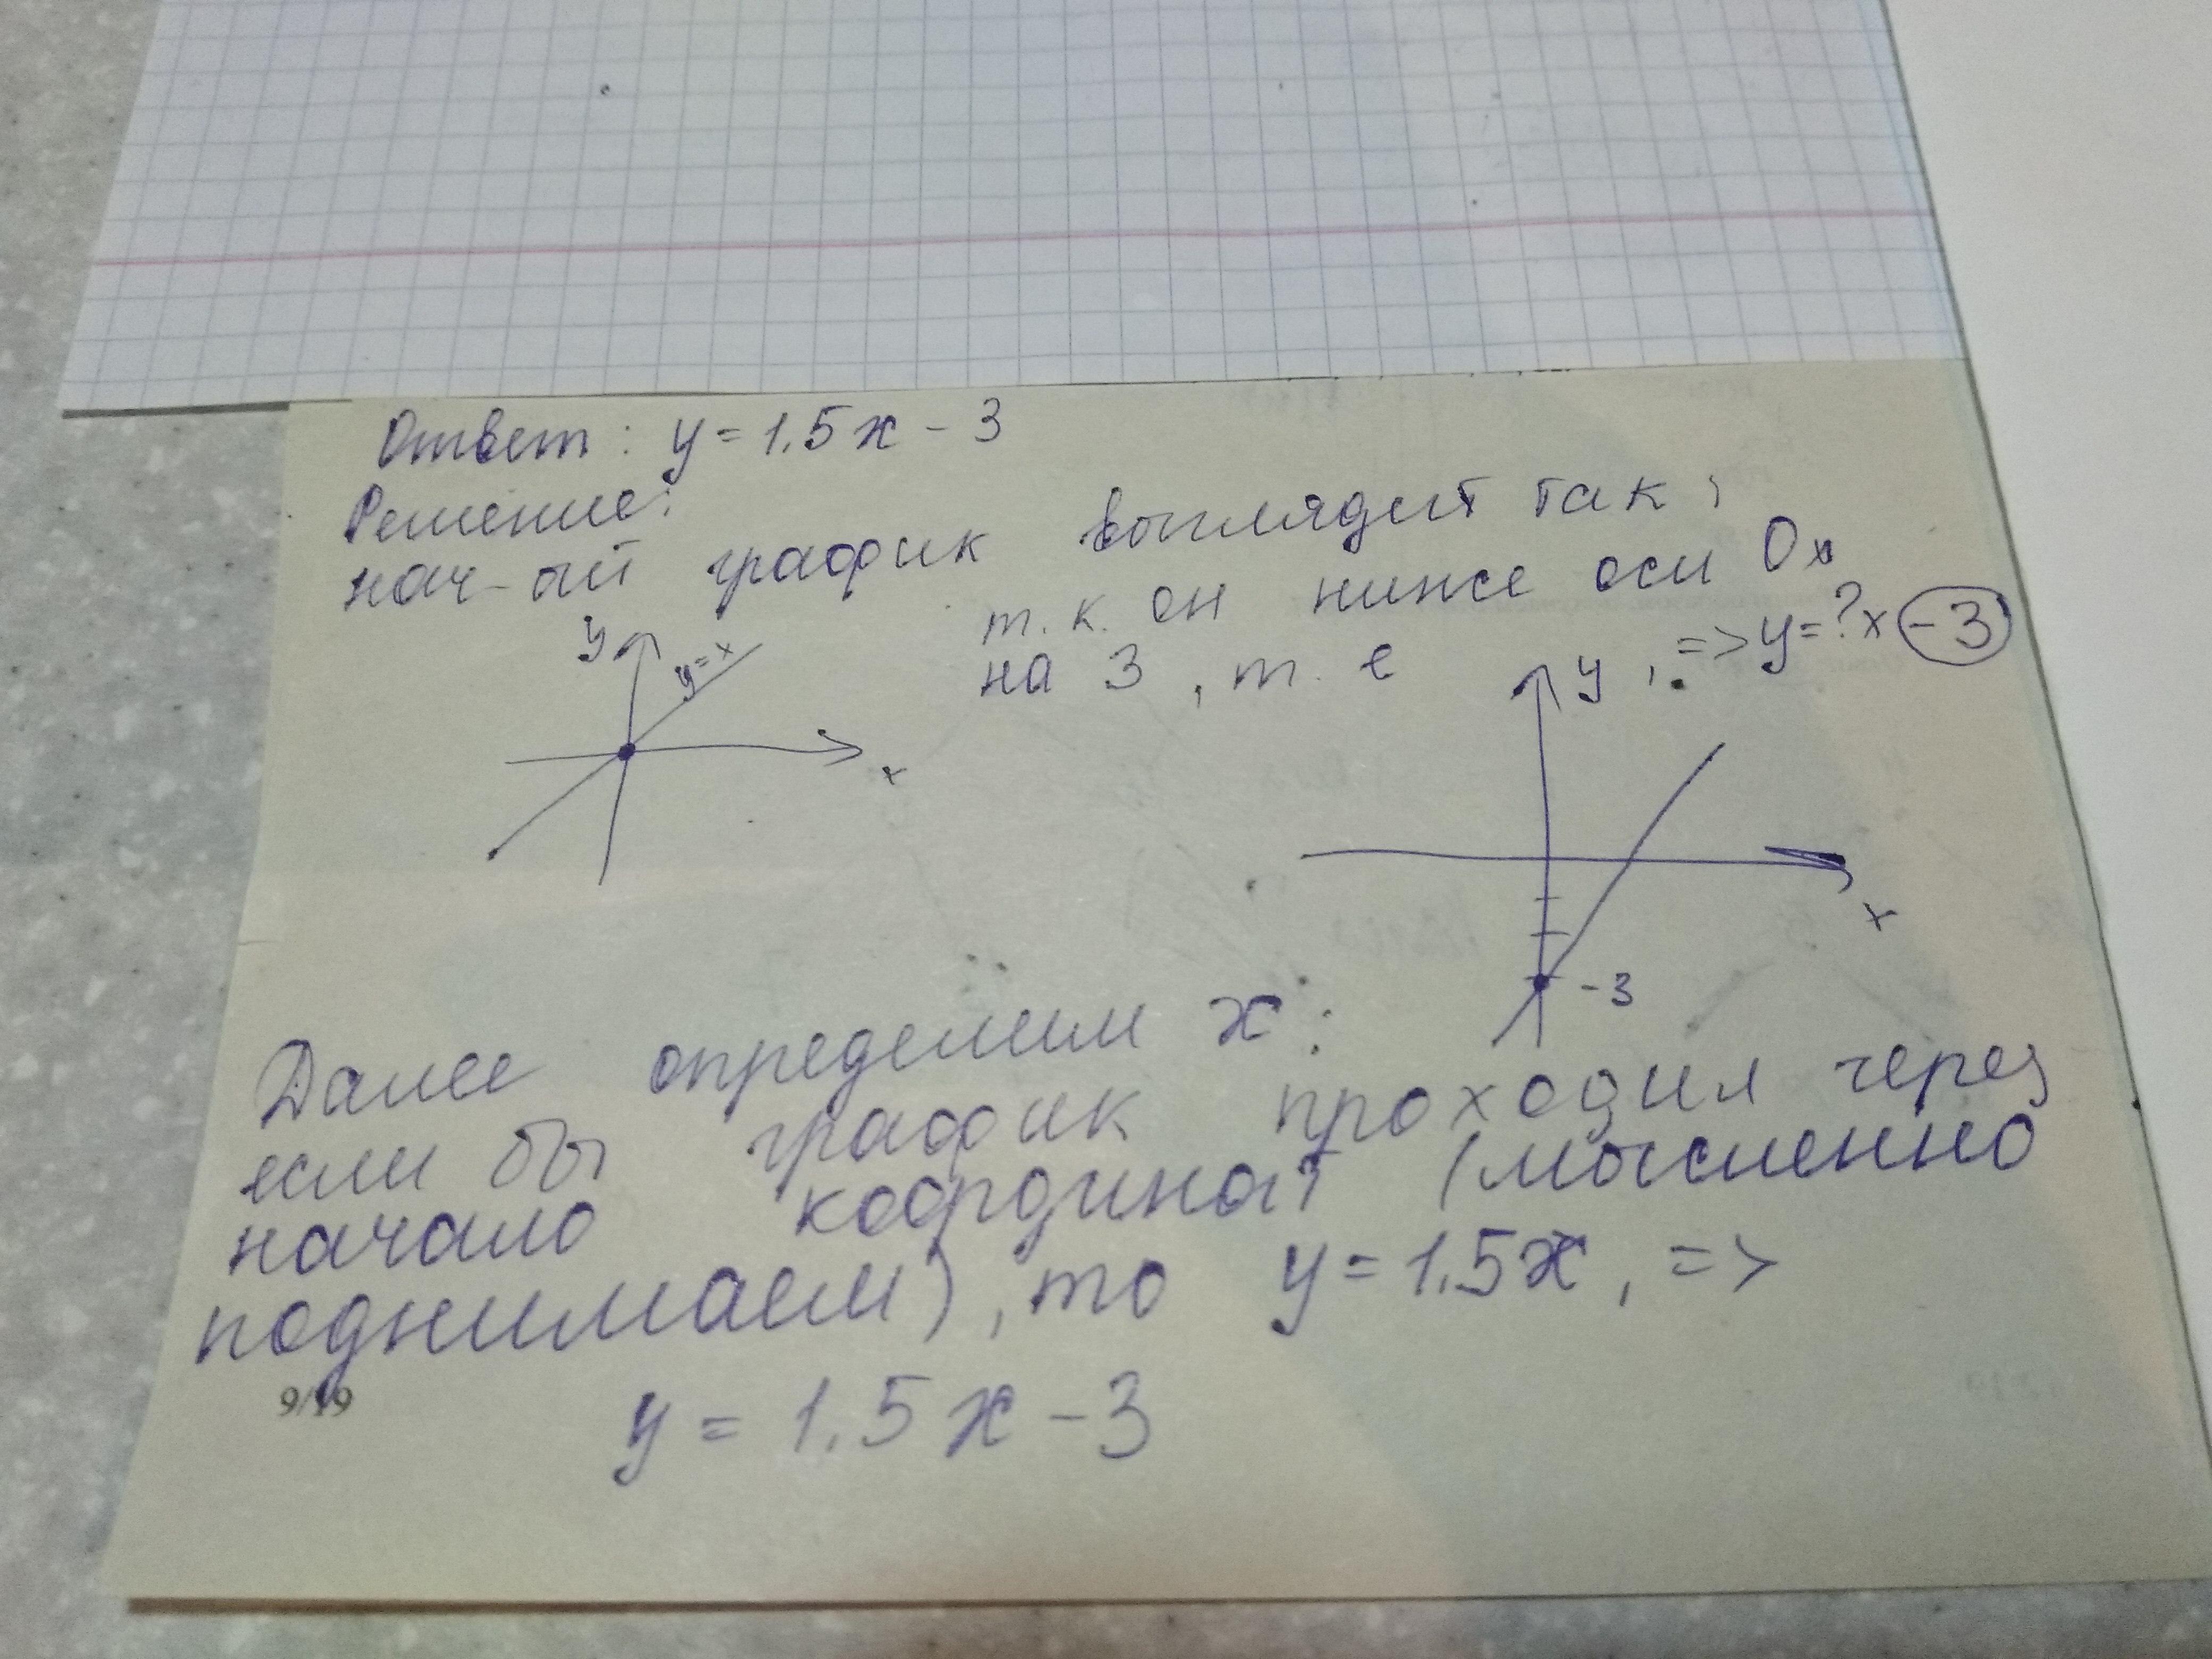 Ответ: y = 1.5x - 3
Решение:
нач-ый график выглядит так:
т.к. он ниже оси Ox
на 3, т. е
, => y=?x -3
y
y=x
x
y
x
-3
Далее определим x:
если бы график проходил через
начало координат (мысленно
поднимаем), то y = 1.5x, =>
9/19
y = 1.5x - 3